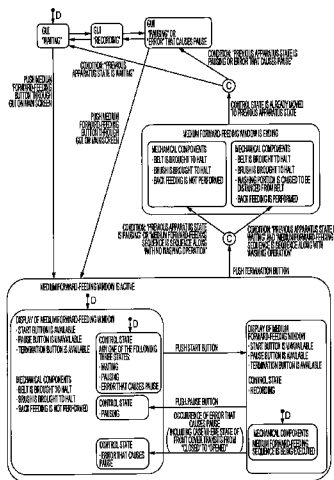 D
GUI
"WAITING"
GUI
"RECORDING"
GUI
"PAUSING" OR
"ERROR THAT CAUSES PAUSE"
CONDITION: "PREVIOUS APPARATUS STATE IS
PAUSING OR ERROR THAT CAUSES PAUSE"
CONDITION: "PREVIOUS
APPARATUS STATE IS WAITING"
PUSH MEDIUM
FORWARD-FEEDING
BUTTON
THROUGH
GUI ON MAIN SCREEN
PUSH MEDIUM
FORWARD-FEEDING
BUTTON THROUGH
GUI ON MAIN SCREEN
C
CONTROL STATE IS ALREADY MOVED TO
PREVIOUS APPARATUS STATE
MEDIUM FORWARD-FEEDING WINDOW IS ENDING
MECHANICAL COMPONENTS
· BELT IS BROUGHT TO HALT
· BRUSH IS BROUGHT TO HALT
· BACK FEEDING IS NOT PERFORMED
MECHANICAL COMPONENTS
· BELT IS BROUGHT TO HALT
· BRUSH IS BROUGHT TO HALT
· WASHING PORTION IS CAUSED TO BE
DISTANCED FROM BELT
· BACK FEEDING IS PERFORMED
CONDITION: "PREVIOUS APPARATUS STATE
IS PAUSING" OR "MEDIUM FORWARD-FEEDING
SEQUENCE IS SEQUENCE ALONG
WITH NO WASHING OPERATION"
C
CONDITION: "PREVIOUS APPARATUS STATE IS
WAITING" AND "MEDIUM FORWARD-FEEDING
SEQUENCE IS SEQUENCE ALONG WITH
WASHING OPERATION"
PUSH TERMINATION BUTTON
MEDIUM FORWARD-FEEDING WINDOW IS ACTIVE
D
DISPLAY OF MEDIUM FORWARD-FEEDING WINDOW
· START BUTTON IS AVAILABLE
· PAUSE BUTTON IS UNAVAILABLE
· TERMINATION BUTTON IS AVAILABLE
D
CONTROL STATE
ANY ONE OF THE FOLLOWING
THREE STATES:
· WAITING
· PAUSING
· ERROR THAT CAUSES PAUSE
MECHANICAL COMPONENTS
· BELT IS BROUGHT TO HALT
· BRUSH IS BROUGHT TO HALT
· BACK FEEDING IS NOT PERFORMED
CONTROL STATE
· PAUSING
CONTROL STATE
· ERROR THAT CAUSES
PAUSE
PUSH START BUTTON
PUSH PAUSE BUTTON
OCCURRENCE OF ERROR THAT
CAUSES PAUSE
(INCLUDING CASE WHERE STATE OF
FRONT COVER TRANSITS FROM
"CLOSED" TO "OPENED")
DISPLAY OF MEDIUM
FORWARD-FEEDING WINDOW
· START BUTTON IS UNAVAILABLE
· PAUSE BUTTON IS AVAILABLE
· TERMINATION BUTTON IS AVAILABLE
CONTROL STATE
· RECORDING
D
MECHANICAL COMPONENTS
MEDIUM FORWARD-FEEDING
SEQUENCE IS BEING EXECUTED